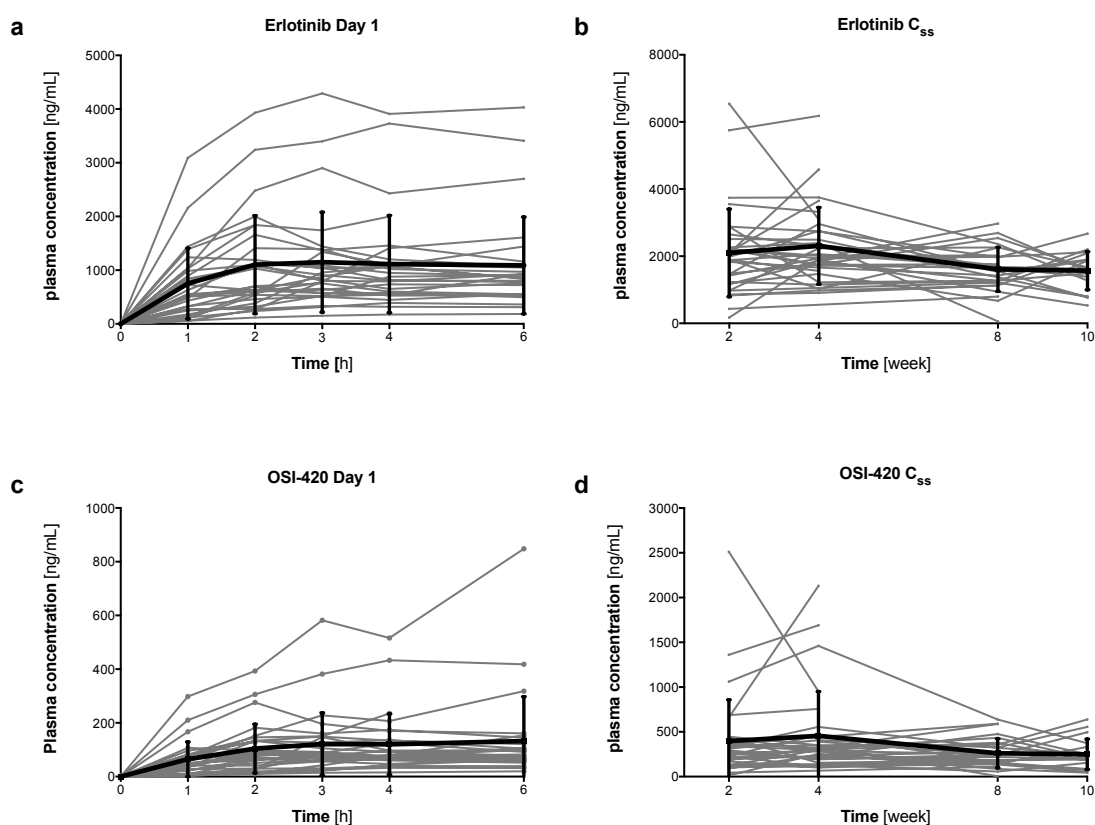 a
Erlotinib Day 1
plasma concentration [ng/mL]
5000
4000
3000
2000
1000
0
0 1 2 3 4 6
Time [h]
b
Erlotinib Css
plasma concentration [ng/mL]
8000
6000
4000
2000
0
2 4 8 10
Time [week]
c
OSI-420 Day 1
Plasma concentration [ng/mL]
1000
800
600
400
200
0
0 1 2 3 4 6
Time [h]
d
OSI-420 Css
plasma concentration [ng/mL]
3000
2500
2000
1500
1000
500
0
2 4 8 10
Time [week]